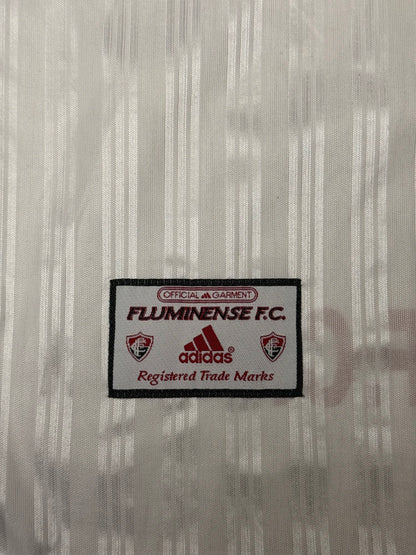 OFFICIAL GARMENT
FLUMINENSE F.C.
adidas®
Registered Trade Marks